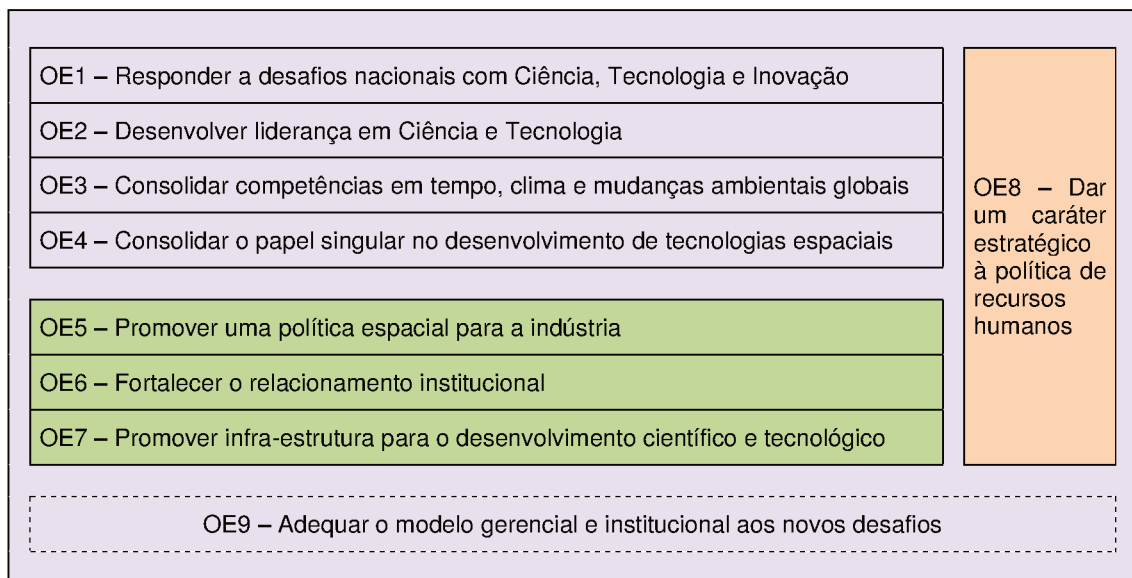 OE1 – Responder a desafios nacionais com Ciência, Tecnologia e Inovação
OE2 – Desenvolver liderança em Ciência e Tecnologia
OE3 – Consolidar competências em tempo, clima e mudanças ambientais globais
OE4 – Consolidar o papel singular no desenvolvimento de tecnologias espaciais
OE5 – Promover uma política espacial para a indústria
OE6 – Fortalecer o relacionamento institucional
OE7 – Promover infra-estrutura para o desenvolvimento científico e tecnológico
OE8 – Dar
um caráter
estratégico
à política de
recursos
humanos
OE9 – Adequar o modelo gerencial e institucional aos novos desafios